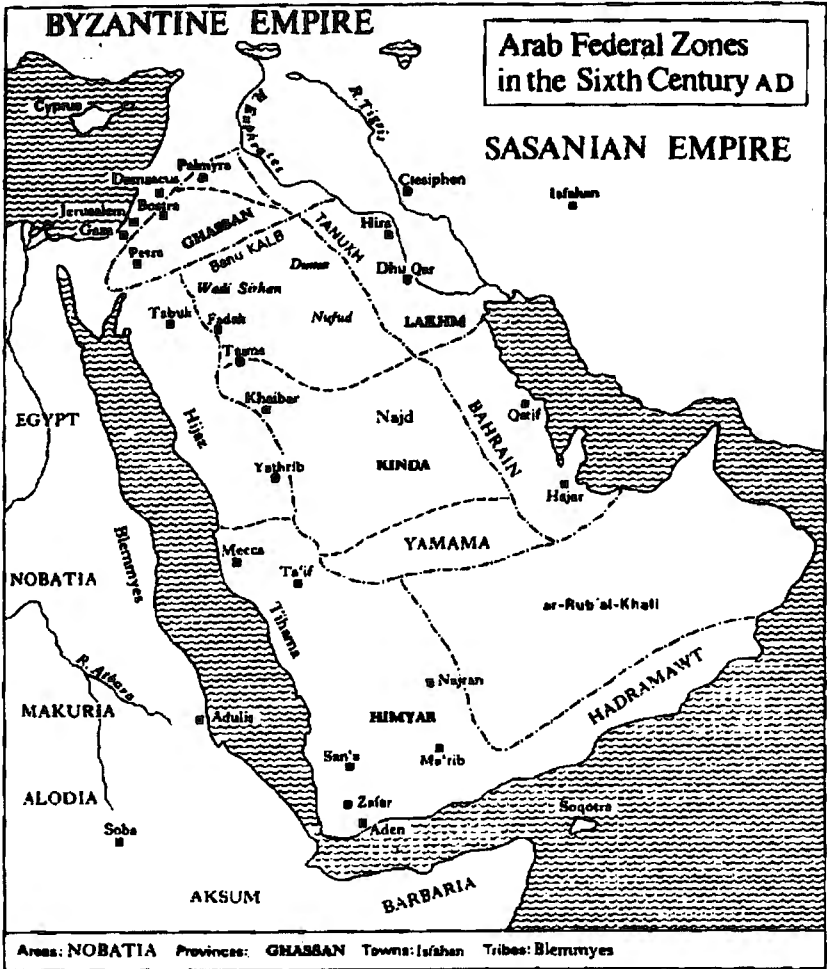 BYZANTINE EMPIRE
Arab Federal Zones
in the Sixth Century AD
SASANIAN EMPIRE
Cyprus
R. Euphrates
R. Tigris
Palmyra
Damascus
Ctesiphon
Isfahan
Jerusalem
Bostra
Gaza
GHASSAN
TANUKH
Hira
Petra
Banu KALB
Dumat
Dhu Qar
Wadi Sirhan
Tabuk
Fadak
Nufud
LAKHM
Tayma
Khaibar
EGYPT
Hijaz
Najd
BAHRAIN
Qatif
Yathrib
KINDA
Hajar
Blemmyes
Mecca
YAMAMA
NOBATIA
Ta'if
ar-Rub'al-Khali
Tihama
R. Atbara
Najran
HADRAMAWT
MAKURIA
Adulis
HIMYAR
San'a
Ma'rib
ALODIA
Zafar
Soqotra
Soba
Aden
AKSUM
BARBARIA
Areas: NOBATIA Provinces: GHASSAN Towns: Isfahan Tribes: Blemmyes